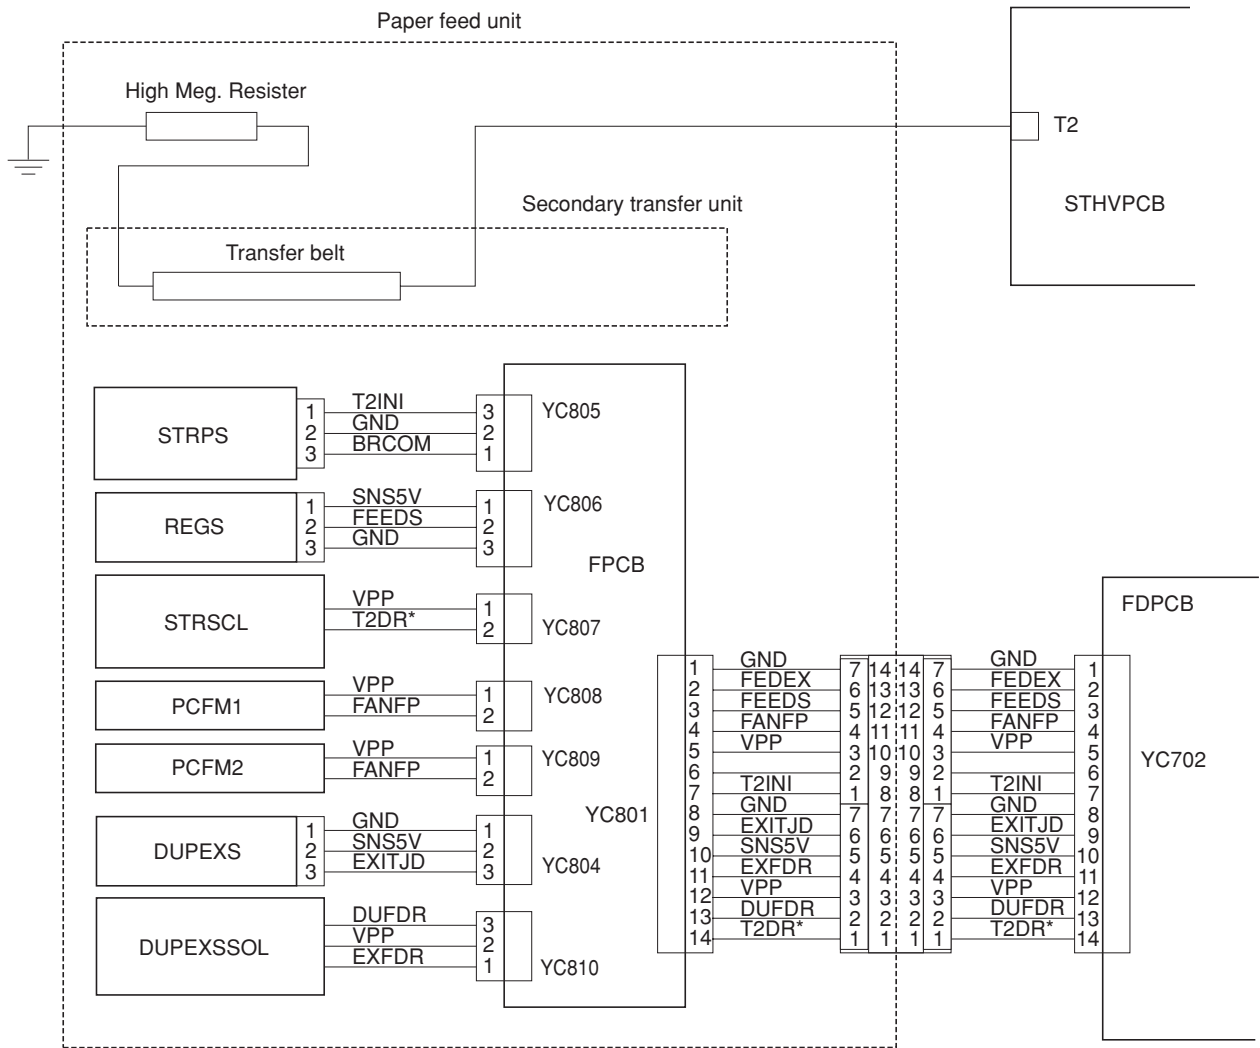 Paper feed unit
High Meg. Resister
T2
STHVPCB
Secondary transfer unit
Transfer belt
STRPS
1 T2INI 3
2 GND 2
3 BRCOM 1
YC805
REGS
1 SNS5V 1
2 FEEDS 2
3 GND 3
YC806
FPCB
STRSCL
VPP 1
T2DR* 2
YC807
PCFM1
VPP 1
FANFP 2
YC808
PCFM2
VPP 1
FANFP 2
YC809
DUPEXS
1 GND 1
2 SNS5V 2
3 EXITJD 3
YC804
DUPEXSSOL
DUFDR 3
VPP 2
EXFDR 1
YC810
YC801
FDPCB
YC702
1 GND 7 14 14 7 GND 1
2 FEDEX 6 13 13 6 FEDEX 2
3 FEEDS 5 12 12 5 FEEDS 3
4 FANFP 4 11 11 4 FANFP 4
5 VPP 3 10 10 3 VPP 5
6 2 9 9 2 6
7 T2INI 1 8 8 1 T2INI 7
8 GND 7 7 7 7 GND 8
9 EXITJD 6 6 6 6 EXITJD 9
10 SNS5V 5 5 5 5 SNS5V 10
11 EXFDR 4 4 4 4 EXFDR 11
12 VPP 3 3 3 3 VPP 12
13 DUFDR 2 2 2 2 DUFDR 13
14 T2DR* 1 1 1 1 T2DR* 14